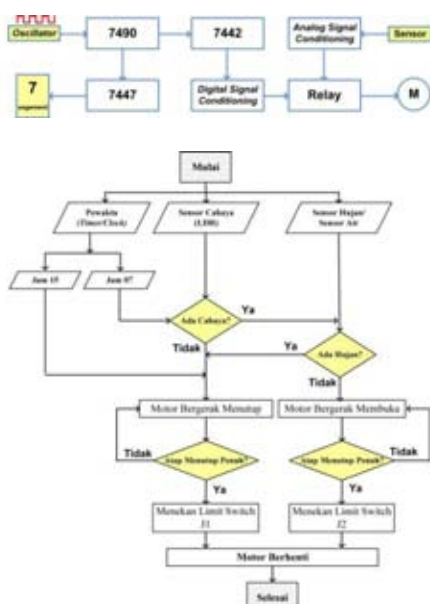 Oscillator
7490
7442
Analog Signal
Conditioning
Sensor
7
segement
7447
Digital Signal
Conditioning
Relay
M
Mulai
Pewaktu
(Timer/Clock)
Sensor Cahaya
(LDR)
Sensor Hujan/
Sensor Air
Jam 15
Jam 07
Ada Cahaya?
Ya
Tidak
Ya
Ada Hujan?
Tidak
Motor Bergerak Menutup
Motor Bergerak Membuka
Tidak
Atap Menutup Penuh?
Atap Menutup Penuh?
Tidak
Ya
Ya
Menekan Limit Switch
J1
Menekan Limit Switch
J2
Motor Berhenti
Selesai